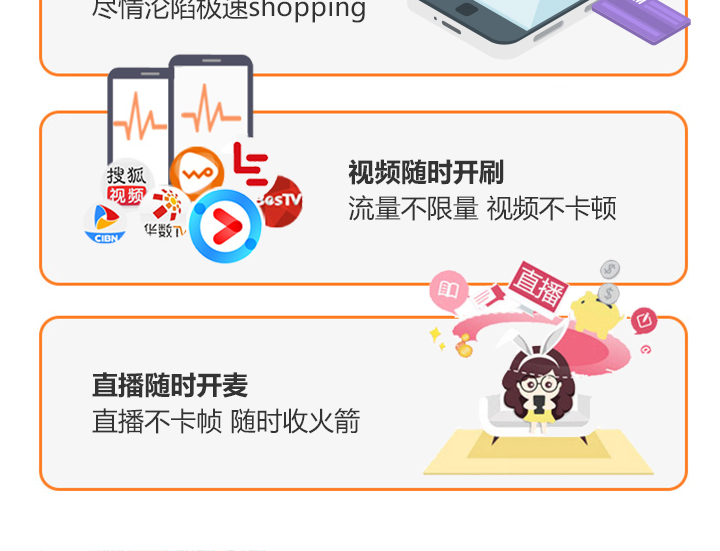 尽情沦陷极速shopping
搜狐
视频
CIBN
华数TV
BesTV
视频随时开刷
流量不限量 视频不卡顿
直播
直播随时开麦
直播不卡帧 随时收火箭